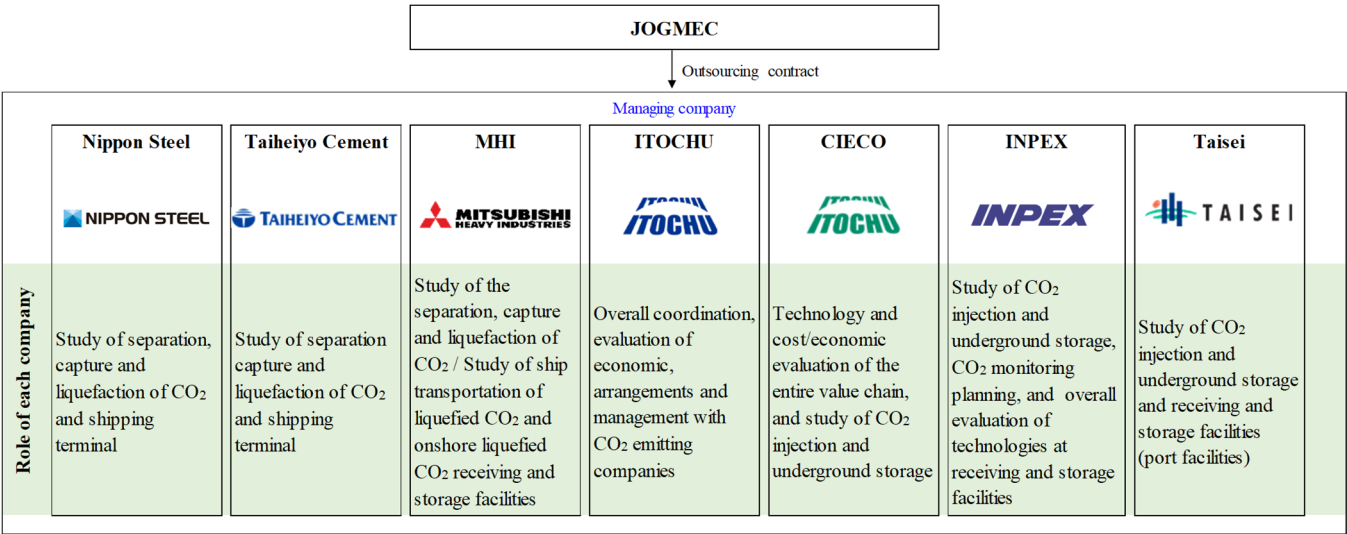 JOGMEC
Outsourcing contract
Managing company
Nippon Steel
NIPPON STEEL
Taiheiyo Cement
TAIHEIYO CEMENT
MHI
MITSUBISHI
HEAVY INDUSTRIES
ITOCHU
ITOCHU
ITOCHU
CIECO
ITOCHU
ITOCHU
INPEX
INPEX
Taisei
TAISEI
Role of each company
Study of separation,
capture and
liquefaction of CO₂
and shipping
terminal
Study of separation
capture and
liquefaction of CO₂
and shipping
terminal
Study of the
separation, capture
and liquefaction of
CO₂ / Study of ship
transportation of
liquefied CO₂ and
onshore liquefied
CO₂ receiving and
storage facilities
Overall coordination,
evaluation of
economic,
arrangements and
management with
CO₂ emitting
companies
Technology and
cost/economic
evaluation of the
entire value chain,
and study of CO₂
injection and
underground storage
Study of CO₂
injection and
underground storage,
CO₂ monitoring
planning, and overall
evaluation of
technologies at
receiving and storage
facilities
Study of CO₂
injection and
underground storage
and receiving and
storage facilities
(port facilities)